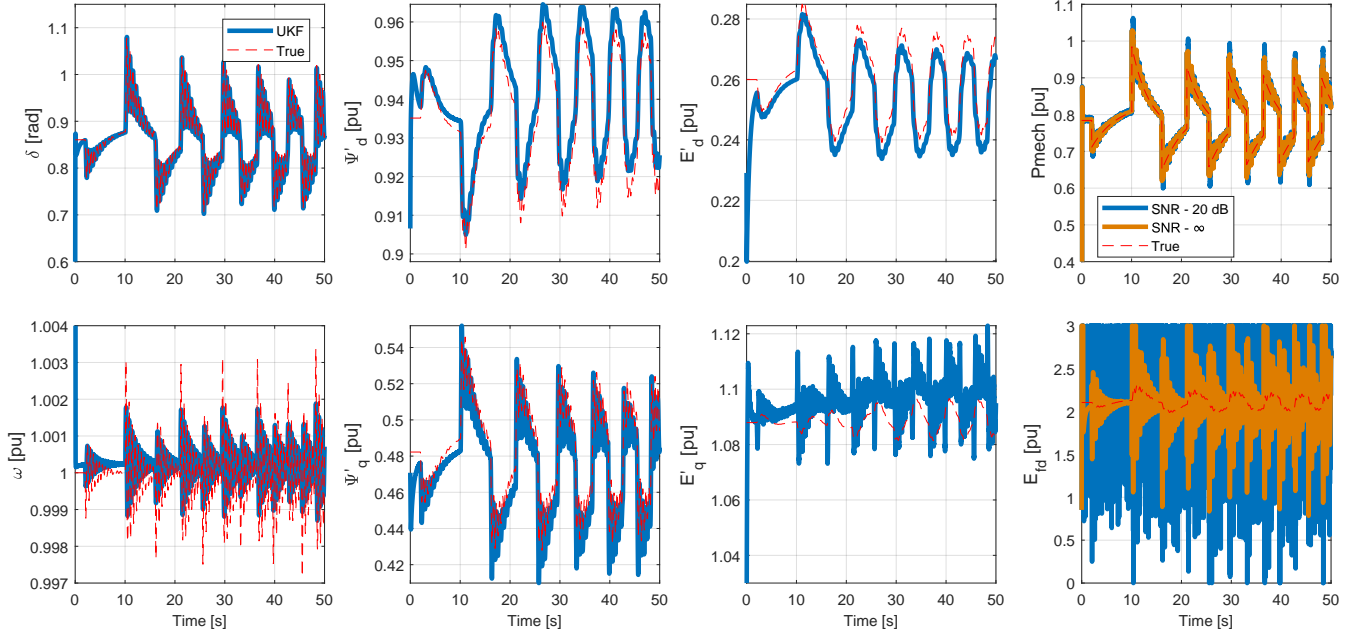 δ [rad]
1.1
1
0.9
0.8
0.7
0.6
0 10 20 30 40 50
UKF
True
Ψ'd [pu]
0.96
0.95
0.94
0.93
0.92
0.91
0.9
0 10 20 30 40 50
E'd [pu]
0.28
0.26
0.24
0.22
0.2
0 10 20 30 40 50
Pmech [pu]
1.1
1
0.9
0.8
0.7
0.6
0.5
0.4
0 10 20 30 40 50
SNR - 20 dB
SNR - ∞
True
ω [pu]
1.004
1.003
1.002
1.001
1
0.999
0.998
0.997
0 10 20 30 40 50
Time [s]
Ψ'q [pu]
0.54
0.52
0.5
0.48
0.46
0.44
0.42
0 10 20 30 40 50
Time [s]
E'q [pu]
1.12
1.1
1.08
1.06
1.04
0 10 20 30 40 50
Time [s]
Efd [pu]
3
2.5
2
1.5
1
0.5
0
0 10 20 30 40 50
Time [s]